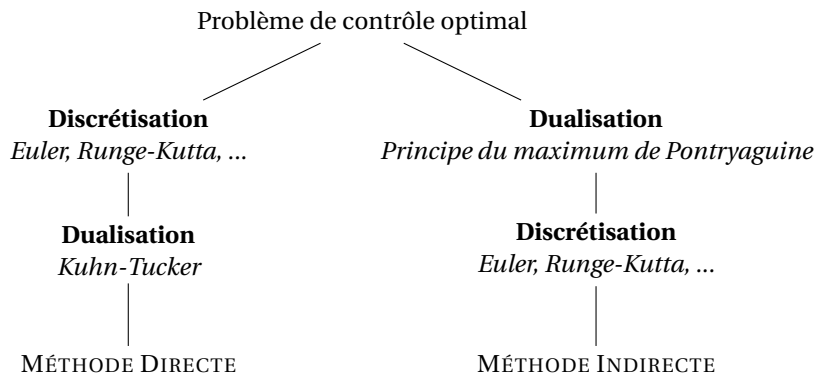 Problème de contrôle optimal
Discrétisation
Euler, Runge-Kutta, ...
Dualisation
Kuhn-Tucker
MÉTHODE DIRECTE
Dualisation
Principe du maximum de Pontryaguine
Discrétisation
Euler, Runge-Kutta, ...
MÉTHODE INDIRECTE